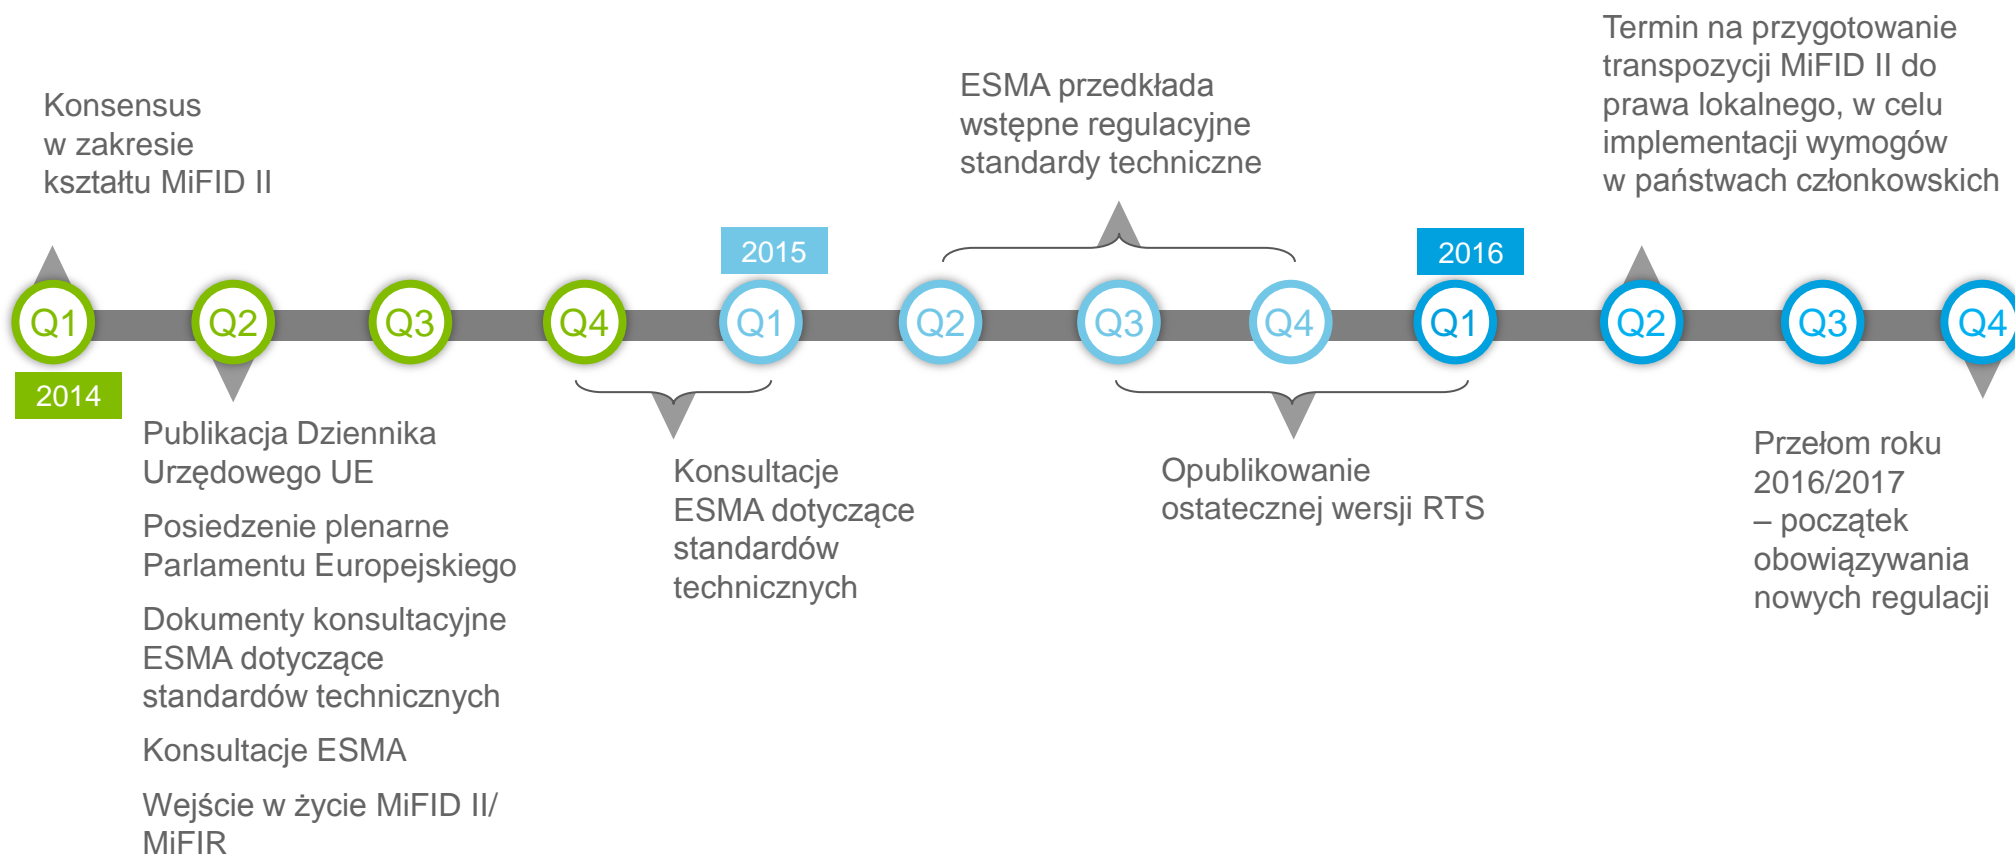 Konsensus
w zakresie
kształtu MiFID II
ESMA przedkłada
wstępne regulacyjne
standardy techniczne
Termin na przygotowanie
transpozycji MiFID II do
prawa lokalnego, w celu
implementacji wymogów
w państwach członkowskich
2015
2016
Q1
Q2
Q3
Q4
Q1
Q2
Q3
Q4
Q1
Q2
Q3
Q4
2014
Publikacja Dziennika
Urzędowego UE
Posiedzenie plenarne
Parlamentu Europejskiego
Dokumenty konsultacyjne
ESMA dotyczące
standardów technicznych
Konsultacje ESMA
Wejście w życie MiFID II/
MiFIR
Konsultacje
ESMA dotyczące
standardów
technicznych
Opublikowanie
ostatecznej wersji RTS
Przełom roku
2016/2017
– początek
obowiązywania
nowych regulacji